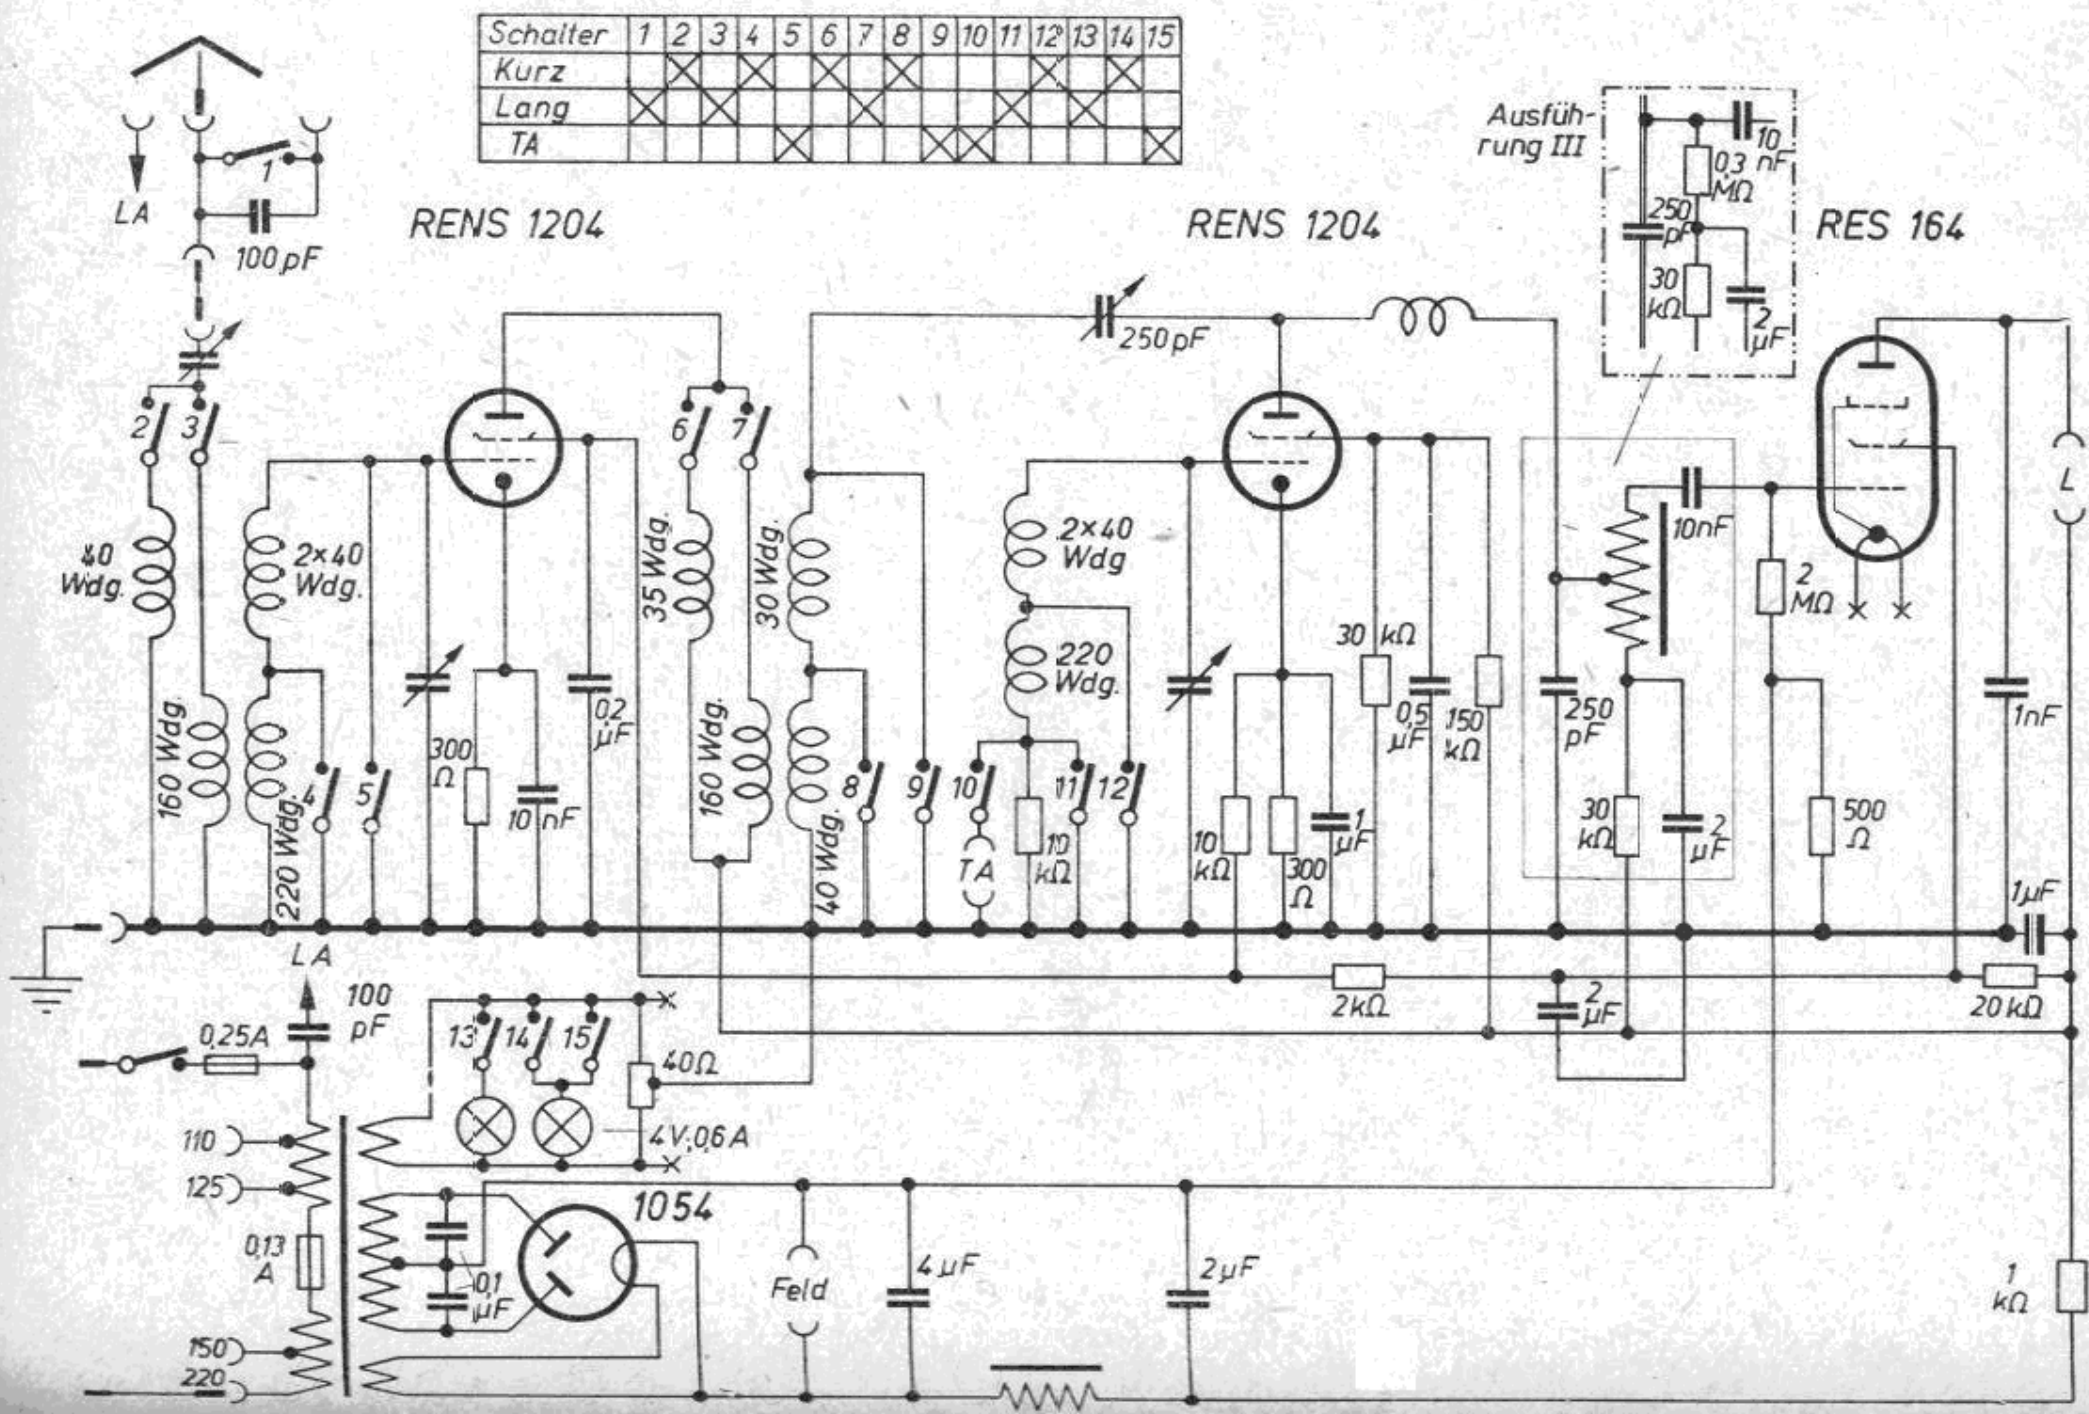 Schalter 1 2 3 4 5 6 7 8 9 10 11 12 13 14 15
Kurz
Lang
TA
Ausfüh-
rung III
10
nF
0,3
MΩ
250
pF
30
kΩ
2
µF
LA
1
100 pF
RENS 1204
RENS 1204
RES 164
250 pF
2 3
6 7
L
40
Wdg.
2×40
Wdg.
35 Wdg.
30 Wdg.
2×40
Wdg
10nF
2
MΩ
30 kΩ
220
Wdg.
160 Wdg.
220 Wdg.
4 5
300
Ω
10 nF
0,2
µF
160 Wdg.
40 Wdg.
8 9 10 11 12
TA
10
kΩ
10
kΩ
300
Ω
1
µF
0,5
µF
150
kΩ
250
pF
30
kΩ
2
µF
500
Ω
1nF
1µF
LA
100
pF
0,25A
13 14 15
40Ω
2kΩ
2
µF
20kΩ
110
125
4V;0,6A
1054
0,13
A
0,1
µF
Feld
4µF
2µF
1
kΩ
150
220